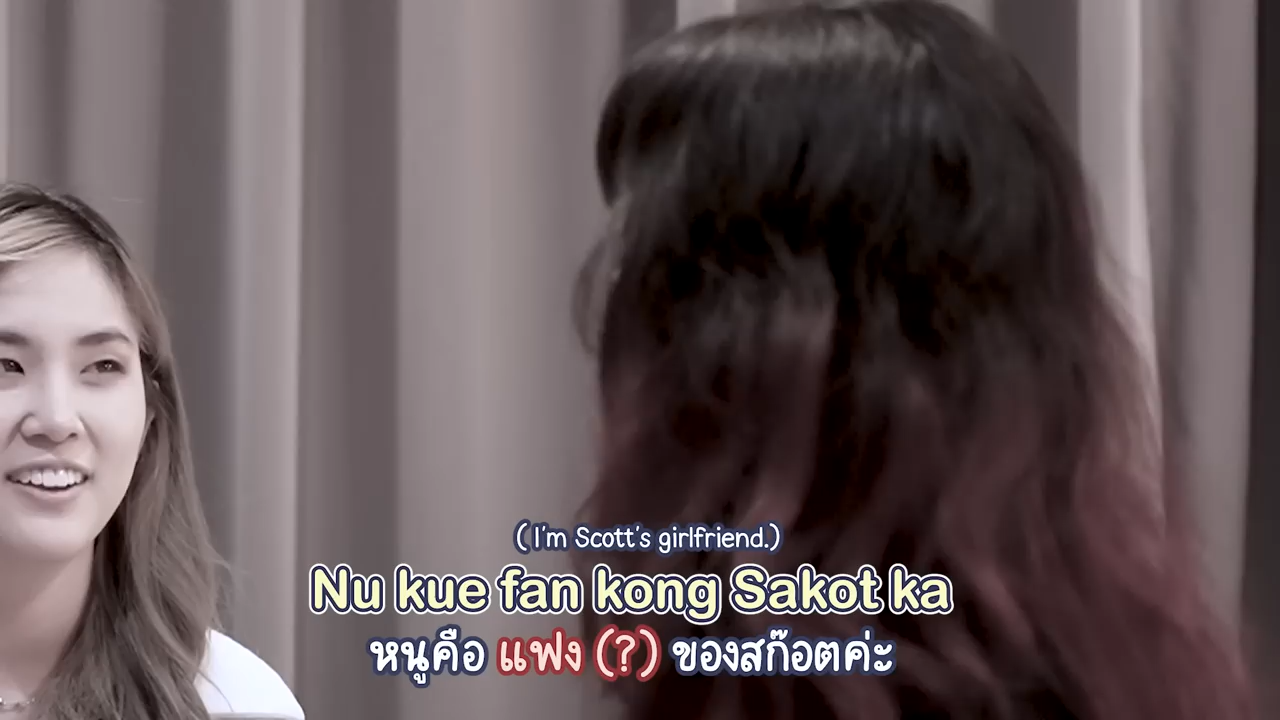 ( I'm Scott's girlfriend.)
Nu kue fan kong Sakot ka
หนูคือ แฟง (?) ของสก๊อตค่ะ